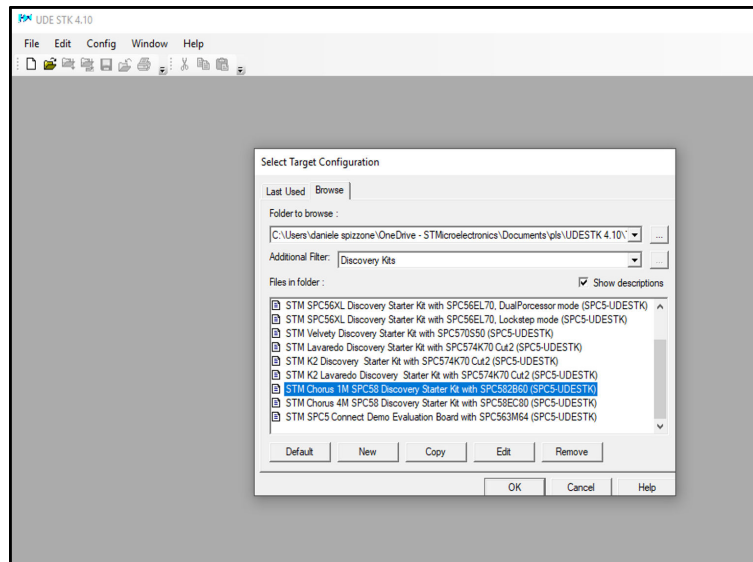 UDE STK 4.10
File Edit Config Window Help
Select Target Configuration
Last Used Browse
Folder to browse :
C:\Users\daniele spizzone\OneDrive - STMicroelectronics\Documents\pls\UDESTK 4.10\
...
Additional Filter: Discovery Kits
...
Files in folder : Show descriptions
STM SPC56XL Discovery Starter Kit with SPC56EL70, DualPorcessor mode (SPC5-UDESTK)
STM SPC56XL Discovery Starter Kit with SPC56EL70, Lockstep mode (SPC5-UDESTK)
STM Velvety Discovery Starter Kit with SPC570S50 (SPC5-UDESTK)
STM Lavaredo Discovery Starter Kit with SPC574K70 Cut2 (SPC5-UDESTK)
STM K2 Discovery Starter Kit with SPC574K70 Cut2 (SPC5-UDESTK)
STM K2 Lavaredo Discovery Starter Kit with SPC574K70 Cut2 (SPC5-UDESTK)
STM Chorus 1M SPC58 Discovery Starter Kit with SPC582B60 (SPC5-UDESTK)
STM Chorus 4M SPC58 Discovery Starter Kit with SPC58EC80 (SPC5-UDESTK)
STM SPC5 Connect Demo Evaluation Board with SPC563M64 (SPC5-UDESTK)
Default New Copy Edit Remove
OK Cancel Help